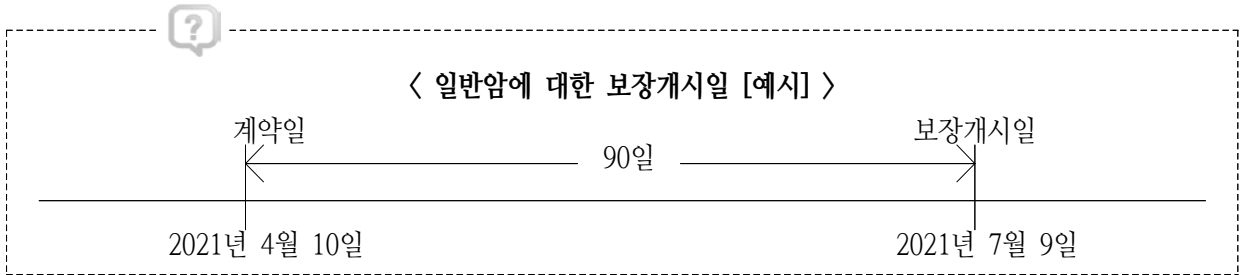 ?
〈 일반암에 대한 보장개시일 [예시] 〉
계약일 보장개시일
90일
2021년 4월 10일 2021년 7월 9일